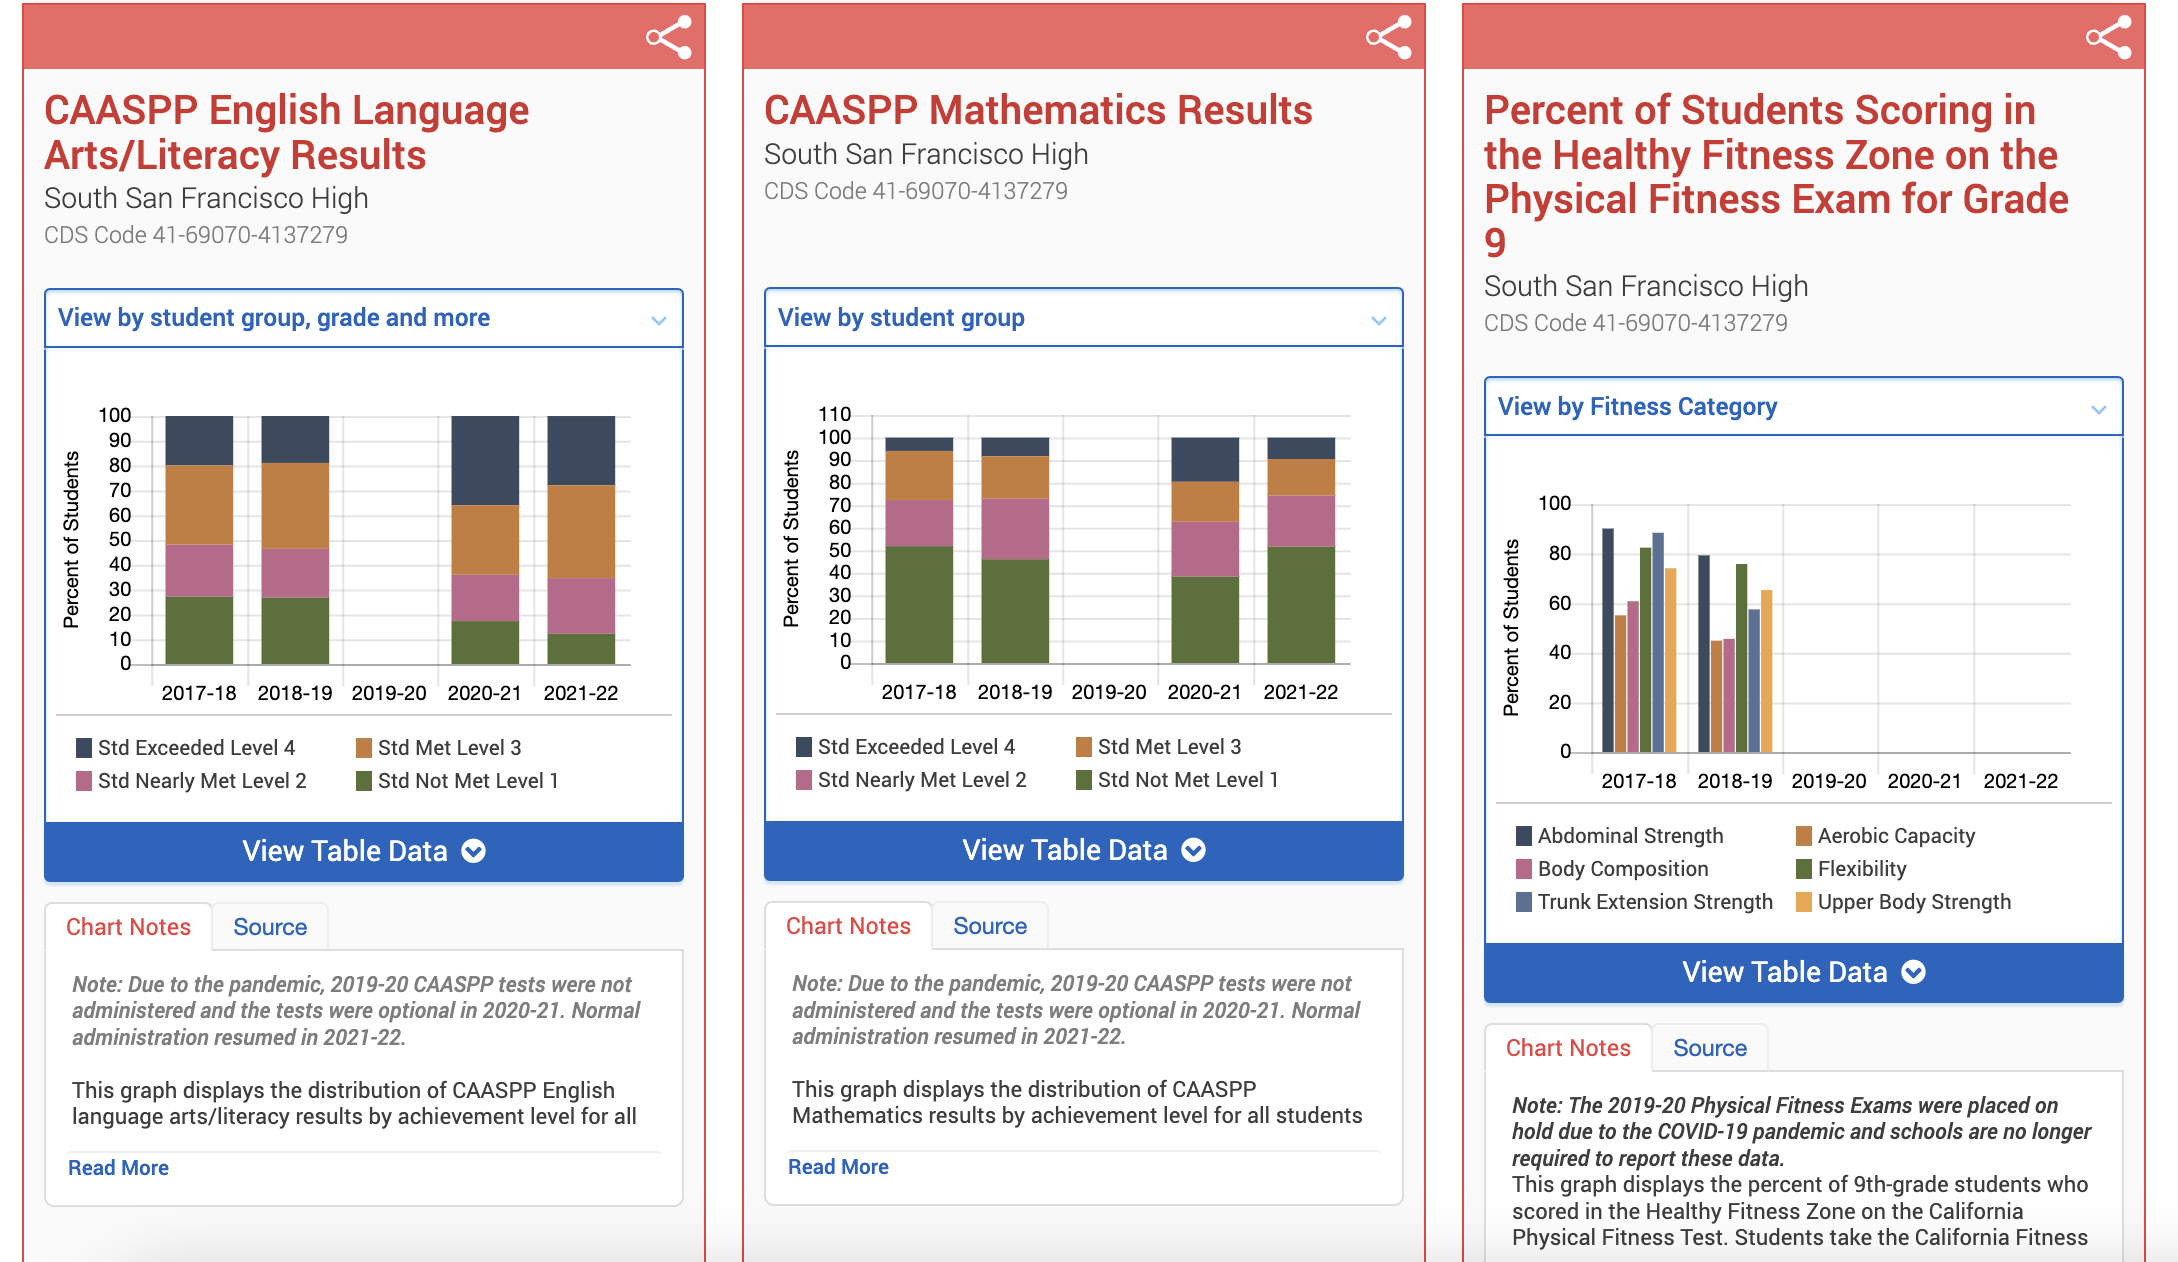 CAASPP English Language
Arts/Literacy Results
South San Francisco High
CDS Code 41-69070-4137279
View by student group, grade and more
Percent of Students
100
90
80
70
60
50
40
30
20
10
0
2017-18 2018-19 2019-20 2020-21 2021-22
Std Exceeded Level 4 Std Met Level 3
Std Nearly Met Level 2 Std Not Met Level 1
View Table Data
Chart Notes Source
Note: Due to the pandemic, 2019-20 CAASPP tests were not
administered and the tests were optional in 2020-21. Normal
administration resumed in 2021-22.
This graph displays the distribution of CAASPP English
language arts/literacy results by achievement level for all
Read More
CAASPP Mathematics Results
South San Francisco High
CDS Code 41-69070-4137279
View by student group
Percent of Students
110
100
90
80
70
60
50
40
30
20
10
0
2017-18 2018-19 2019-20 2020-21 2021-22
Std Exceeded Level 4 Std Met Level 3
Std Nearly Met Level 2 Std Not Met Level 1
View Table Data
Chart Notes Source
Note: Due to the pandemic, 2019-20 CAASPP tests were not
administered and the tests were optional in 2020-21. Normal
administration resumed in 2021-22.
This graph displays the distribution of CAASPP
Mathematics results by achievement level for all students
Read More
Percent of Students Scoring in
the Healthy Fitness Zone on the
Physical Fitness Exam for Grade
9
South San Francisco High
CDS Code 41-69070-4137279
View by Fitness Category
Percent of Students
100
80
60
40
20
0
2017-18 2018-19 2019-20 2020-21 2021-22
Abdominal Strength Aerobic Capacity
Body Composition Flexibility
Trunk Extension Strength Upper Body Strength
View Table Data
Chart Notes Source
Note: The 2019-20 Physical Fitness Exams were placed on
hold due to the COVID-19 pandemic and schools are no longer
required to report these data.
This graph displays the percent of 9th-grade students who
scored in the Healthy Fitness Zone on the California
Physical Fitness Test. Students take the California Fitness